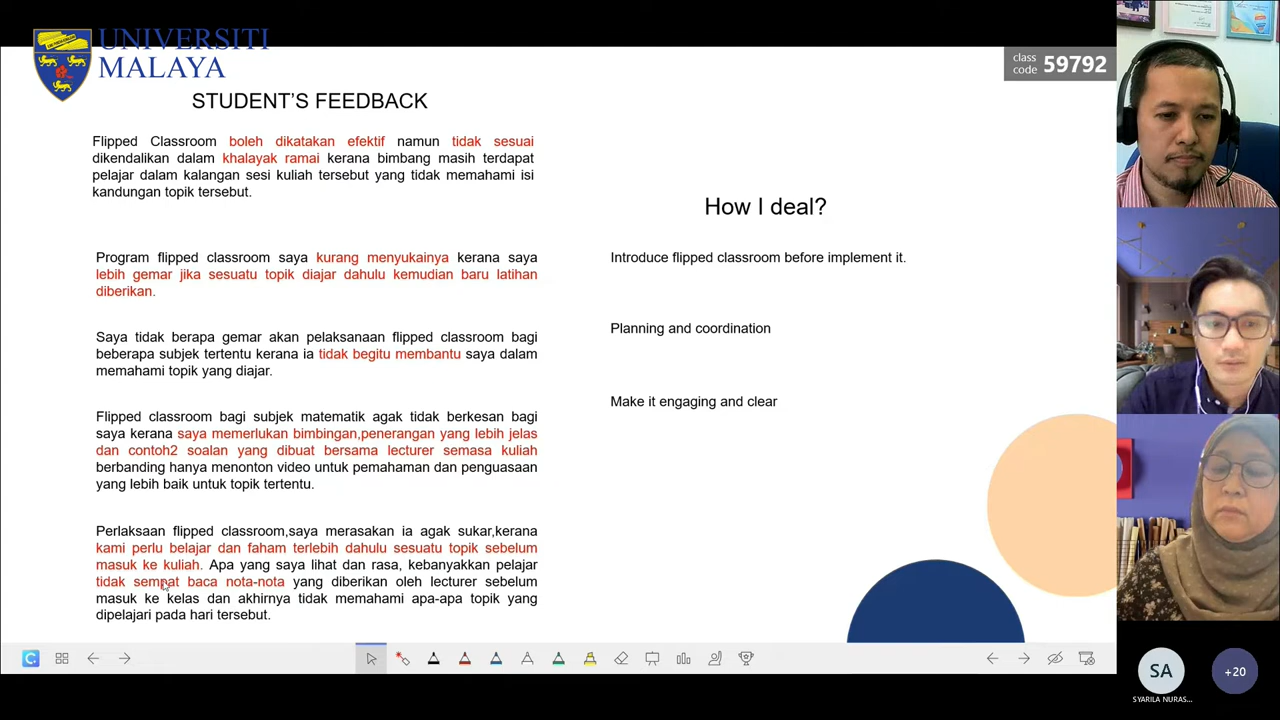 UNIVERSITI
MALAYA
class
code 59792
STUDENT'S FEEDBACK
Flipped Classroom boleh dikatakan efektif namun tidak sesuai
dikendalikan dalam khalayak ramai kerana bimbang masih terdapat
pelajar dalam kalangan sesi kuliah tersebut yang tidak memahami isi
kandungan topik tersebut.
Program flipped classroom saya kurang menyukainya kerana saya
lebih gemar jika sesuatu topik diajar dahulu kemudian baru latihan
diberikan.
Saya tidak berapa gemar akan pelaksanaan flipped classroom bagi
beberapa subjek tertentu kerana ia tidak begitu membantu saya dalam
memahami topik yang diajar.
Flipped classroom bagi subjek matematik agak tidak berkesan bagi
saya kerana saya memerlukan bimbingan,penerangan yang lebih jelas
dan contoh2 soalan yang dibuat bersama lecturer semasa kuliah
berbanding hanya menonton video untuk pemahaman dan penguasaan
yang lebih baik untuk topik tertentu.
Perlaksaan flipped classroom,saya merasakan ia agak sukar,kerana
kami perlu belajar dan faham terlebih dahulu sesuatu topik sebelum
masuk ke kuliah. Apa yang saya lihat dan rasa, kebanyakkan pelajar
tidak sempat baca nota-nota yang diberikan oleh lecturer sebelum
masuk ke kelas dan akhirnya tidak memahami apa-apa topik yang
dipelajari pada hari tersebut.
How I deal?
Introduce flipped classroom before implement it.
Planning and coordination
Make it engaging and clear
SA
SYARILA NURAS...
+20